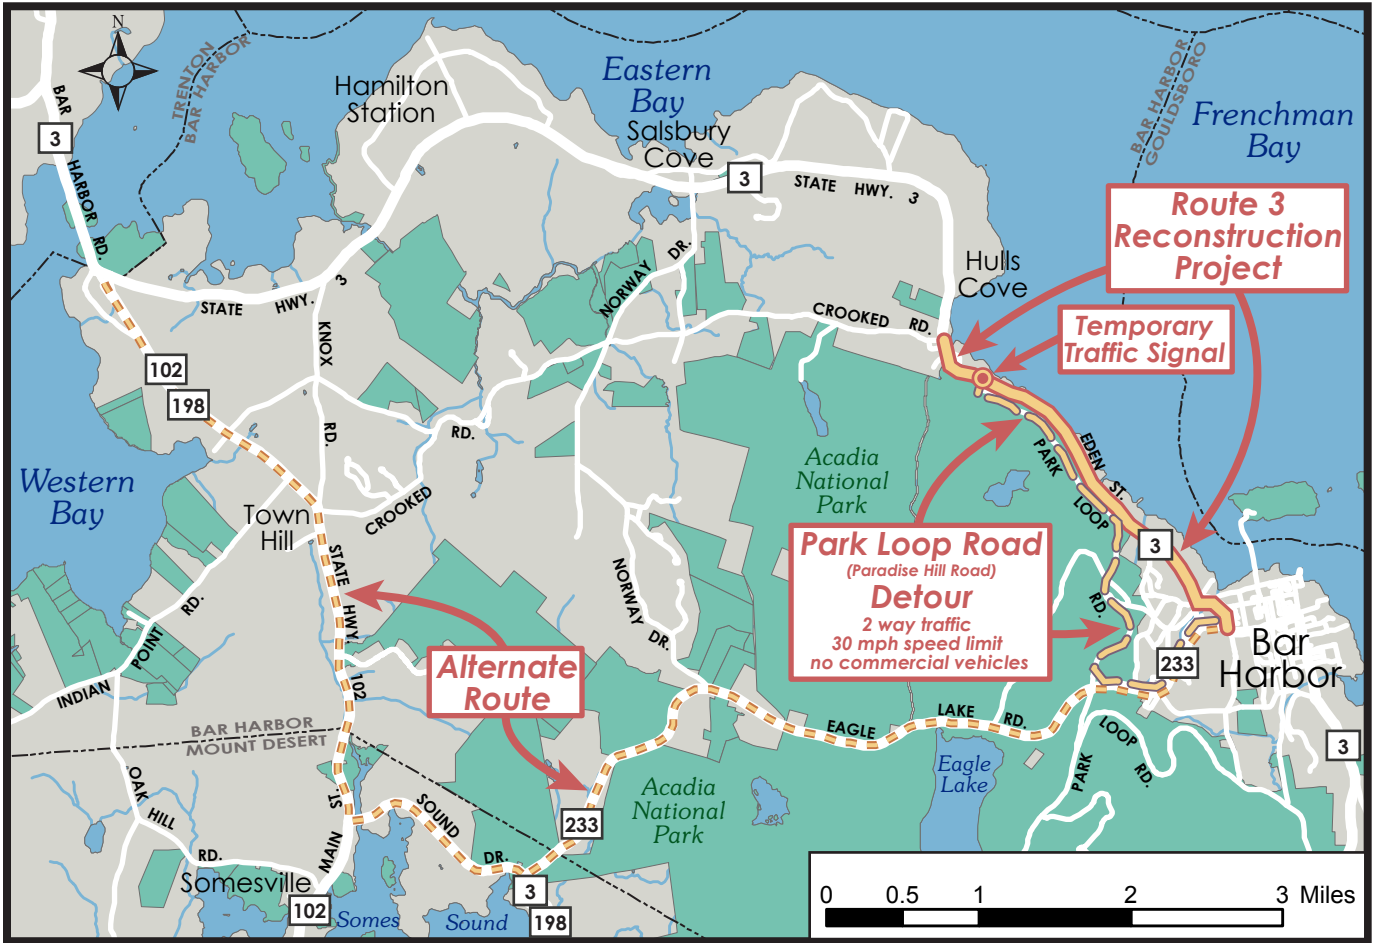 N
TRENTON
BAR HARBOR
BAR HARBOR
GOULDSBORO
Hamilton
Station
Eastern
Bay
Salsbury
Cove
Frenchman
Bay
BAR
3
HARBOR
RD.
3
STATE HWY. 3
Route 3
Reconstruction
Project
Hulls
Cove
NORWAY
DR.
STATE HWY. 3
CROOKED RD.
Temporary
Traffic Signal
KNOX
RD.
102
198
CROOKED
RD.
Western
Bay
Acadia
National
Park
EDEN ST.
PARK
LOOP
RD.
Town
Hill
Park Loop Road
(Paradise Hill Road)
Detour
2 way traffic
30 mph speed limit
no commercial vehicles
3
STATE
HWY.
102
NORWAY
DR.
INDIAN
POINT
RD.
Alternate
Route
233
Bar
Harbor
BAR HARBOR
MOUNT DESERT
EAGLE
LAKE
RD.
LOOP
RD.
PARK
3
Eagle
Lake
Acadia
National
Park
OAK
HILL
RD.
MAIN
ST
SOUND
DR.
233
Somesville
3
198
102
Somes
Sound
0
0.5
1
2
3 Miles